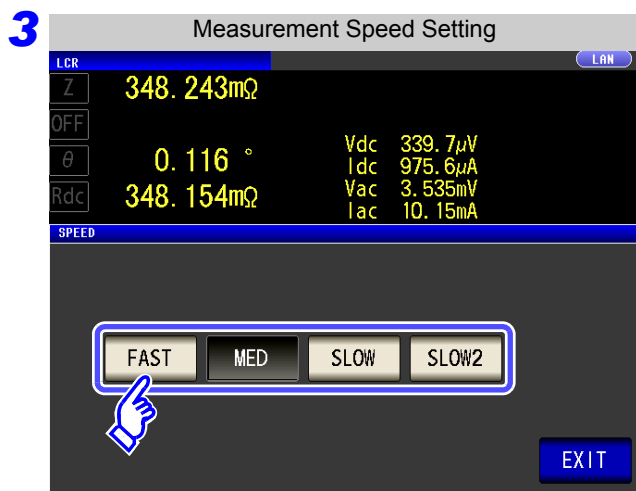 3 Measurement Speed Setting
LCR LAN
Z 348.243mΩ
OFF
Vdc 339.7μV
θ 0.116 ° Idc 975.6μA
Vac 3.535mV
Rdc 348.154mΩ
Iac 10.15mA
SPEED
FAST MED SLOW SLOW2
EXIT